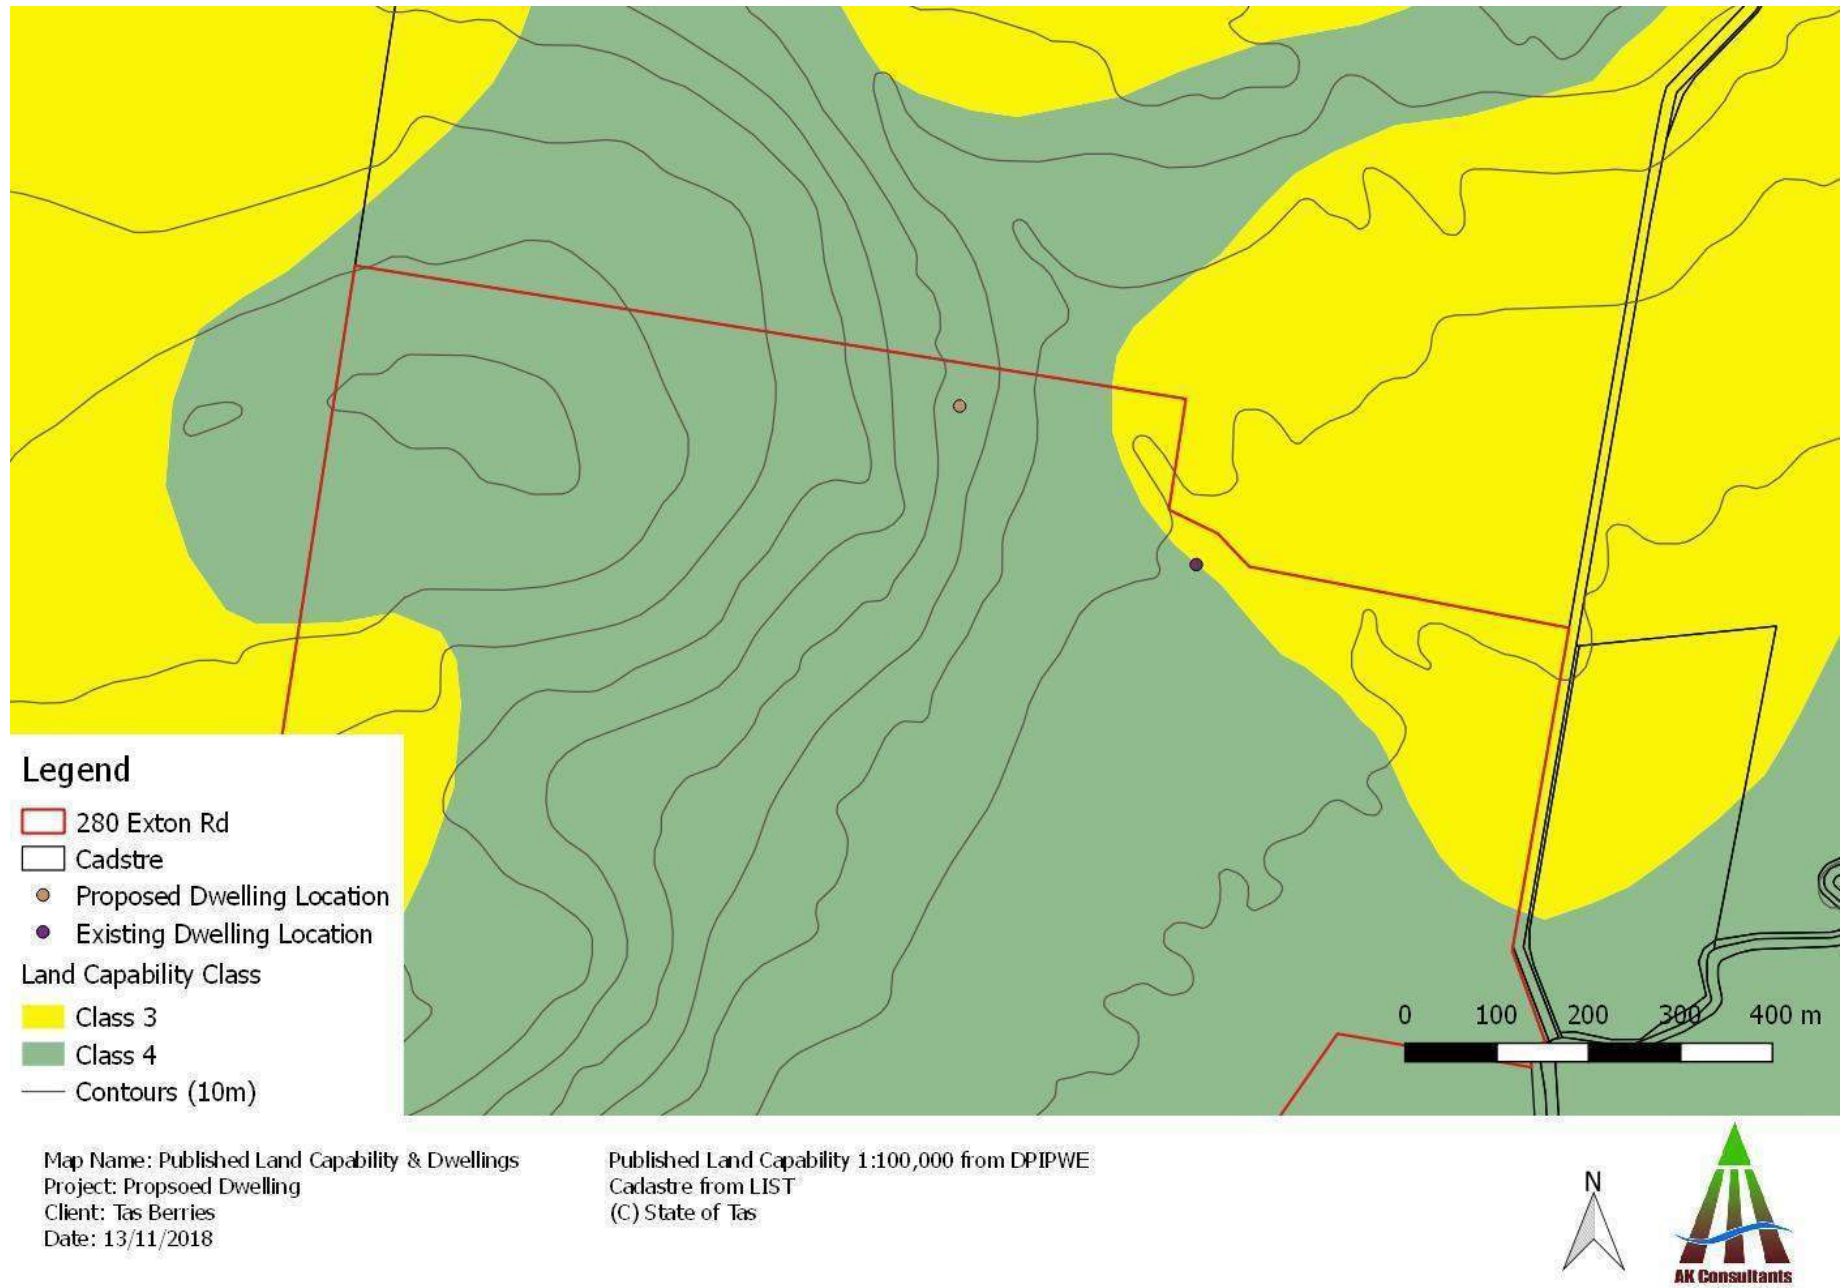 Legend
280 Exton Rd
Cadstre
Proposed Dwelling Location
Existing Dwelling Location
Land Capability Class
Class 3
Class 4
Contours (10m)
0 100 200 300 400 m
Map Name: Published Land Capability & Dwellings
Project: Propsoed Dwelling
Client: Tas Berries
Date: 13/11/2018
Published Land Capability 1:100,000 from DPIPWE
Cadastre from LIST
(C) State of Tas
N
AK Consultants